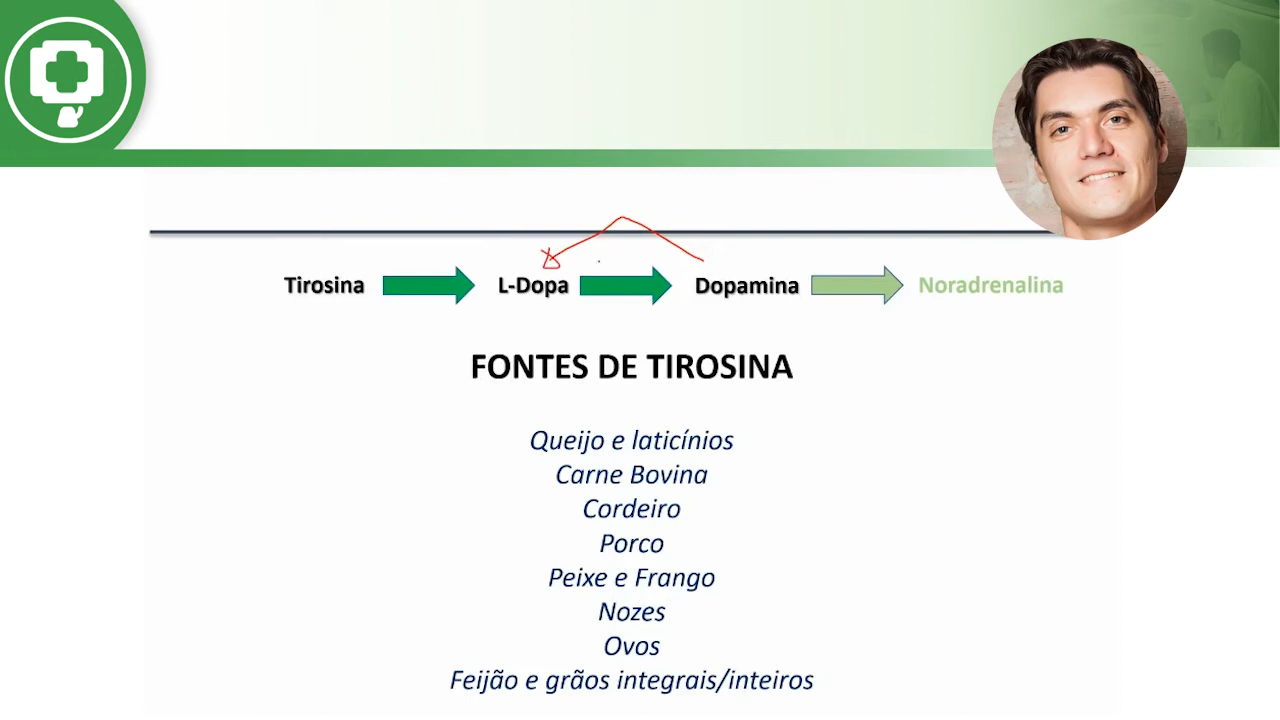 Tirosina L-Dopa Dopamina Noradrenalina
FONTES DE TIROSINA
Queijo e laticínios
Carne Bovina
Cordeiro
Porco
Peixe e Frango
Nozes
Ovos
Feijão e grãos integrais/inteiros